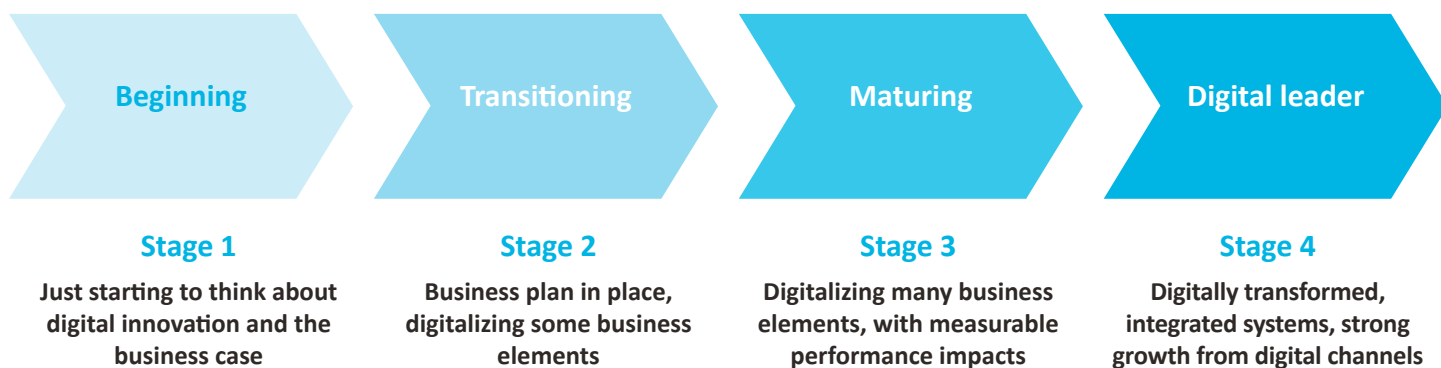 Beginning
Transitioning
Maturing
Digital leader
Stage 1
Just starting to think about
digital innovation and the
business case
Stage 2
Business plan in place,
digitalizing some business
elements
Stage 3
Digitalizing many business
elements, with measurable
performance impacts
Stage 4
Digitally transformed,
integrated systems, strong
growth from digital channels